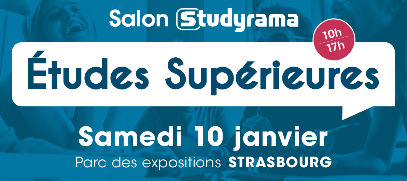 Salon Studyrama
10h
17h
Études Supérieures
Samedi 10 janvier
Parc des expositions STRASBOURG